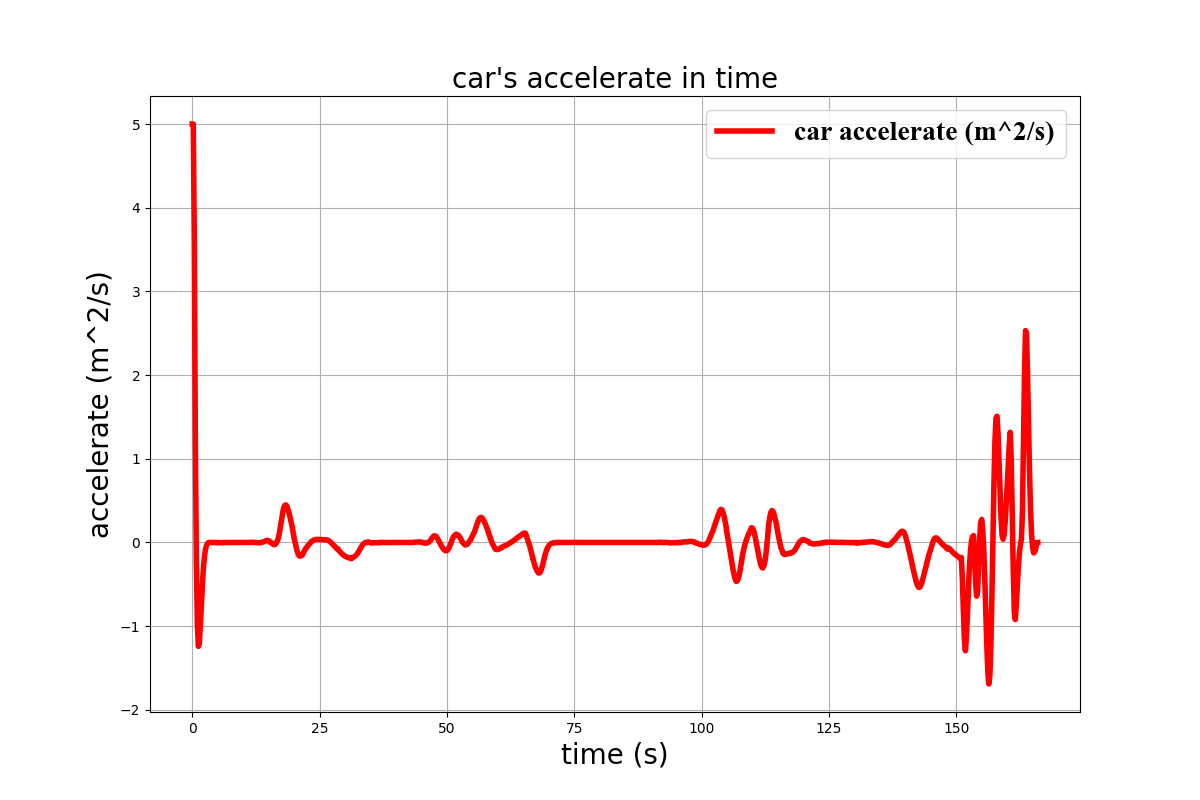 car's accelerate in time
car accelerate (m^2/s)
accelerate (m^2/s)
5
4
3
2
1
0
−1
−2
0 25 50 75 100 125 150
time (s)